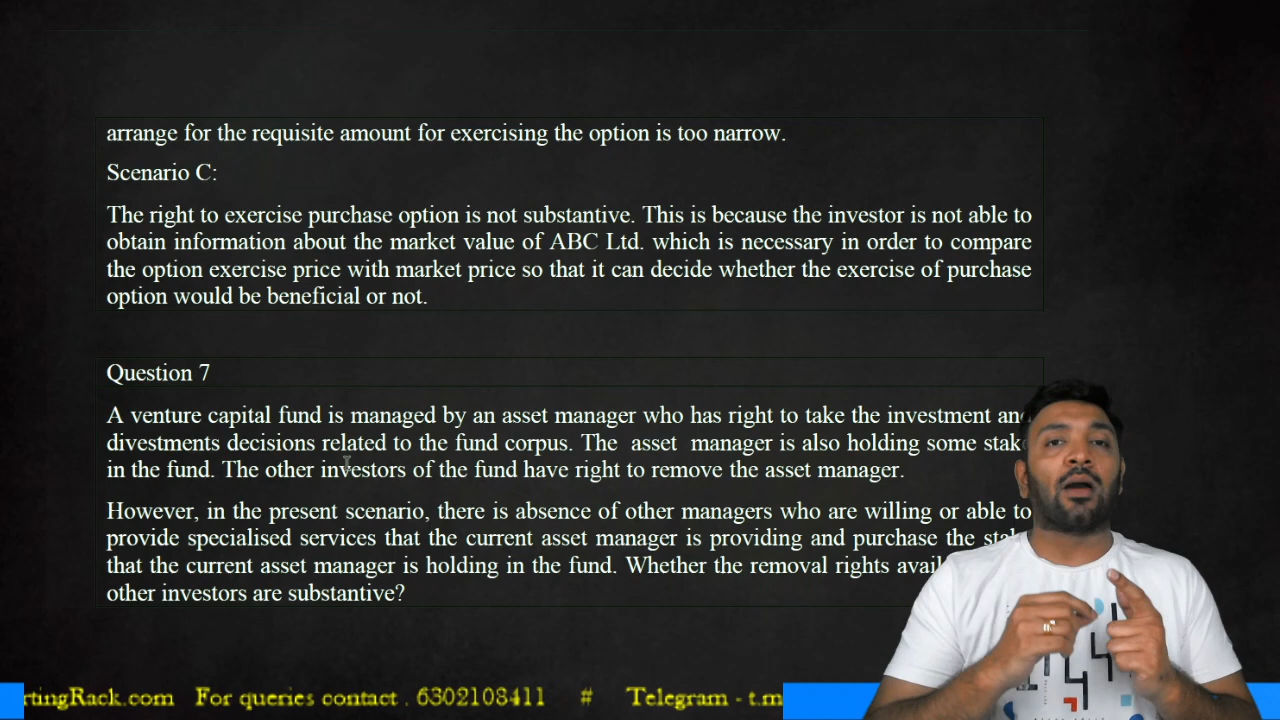 arrange for the requisite amount for exercising the option is too narrow.
Scenario C:
The right to exercise purchase option is not substantive. This is because the investor is not able to
obtain information about the market value of ABC Ltd. which is necessary in order to compare
the option exercise price with market price so that it can decide whether the exercise of purchase
option would be beneficial or not.
Question 7
A venture capital fund is managed by an asset manager who has right to take the investment and
divestments decisions related to the fund corpus. The asset manager is also holding some stake
in the fund. The other investors of the fund have right to remove the asset manager.
However, in the present scenario, there is absence of other managers who are willing or able to
provide specialised services that the current asset manager is providing and purchase the stake
that the current asset manager is holding in the fund. Whether the removal rights
other investors are substantive?
rtingRack.com For queries contact . 6302108411 # Telegram - t.m